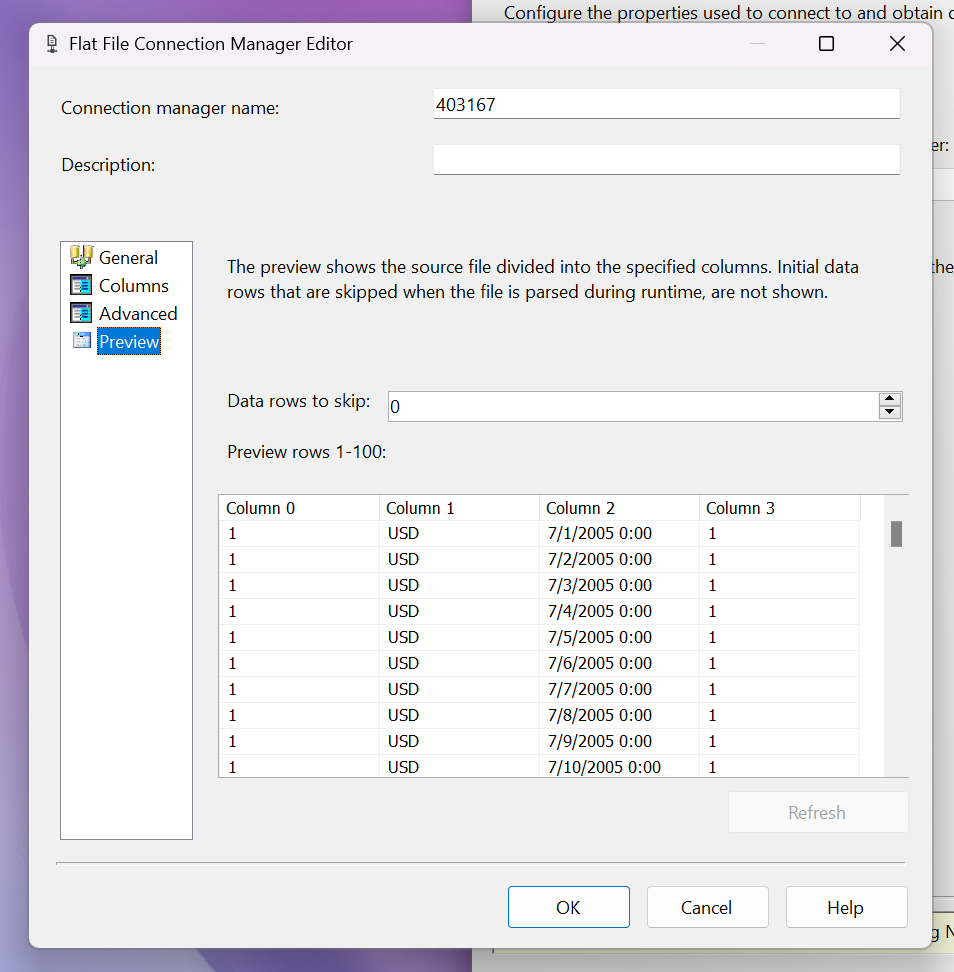 Configure the properties used to connect to and obtain
Flat File Connection Manager Editor
Connection manager name:
403167
er:
Description:
General
Columns
Advanced
Preview
The preview shows the source file divided into the specified columns. Initial data
rows that are skipped when the file is parsed during runtime, are not shown.
the
Data rows to skip:
0
Preview rows 1-100:
Column 0 Column 1 Column 2 Column 3
1 USD 7/1/2005 0:00 1
1 USD 7/2/2005 0:00 1
1 USD 7/3/2005 0:00 1
1 USD 7/4/2005 0:00 1
1 USD 7/5/2005 0:00 1
1 USD 7/6/2005 0:00 1
1 USD 7/7/2005 0:00 1
1 USD 7/8/2005 0:00 1
1 USD 7/9/2005 0:00 1
1 USD 7/10/2005 0:00 1
Refresh
OK Cancel Help
g N